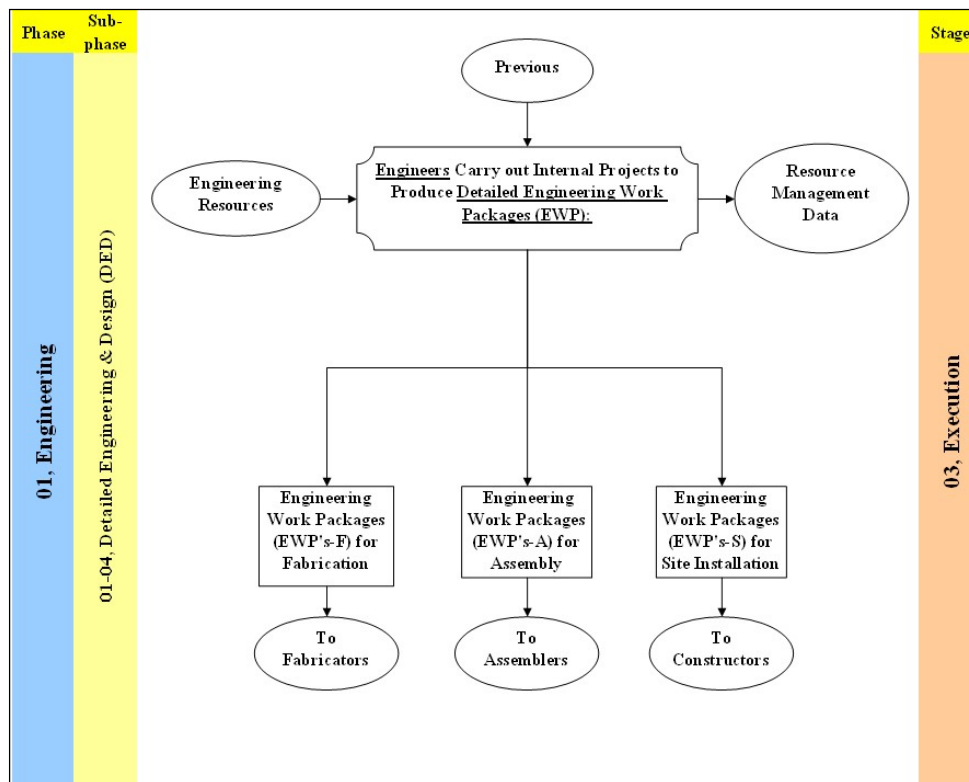 Phase
Sub-
phase
Stage
Previous
Engineers Carry out Internal Projects to
Produce Detailed Engineering Work
Packages (EWP):
Engineering
Resources
Resource
Management
Data
01, Engineering
01-04, Detailed Engineering & Design (DED)
03, Execution
Engineering
Work Packages
(EWP's-F) for
Fabrication
Engineering
Work Packages
(EWP's-A) for
Assembly
Engineering
Work Packages
(EWP's-S) for
Site Installation
To
Fabricators
To
Assemblers
To
Constructors